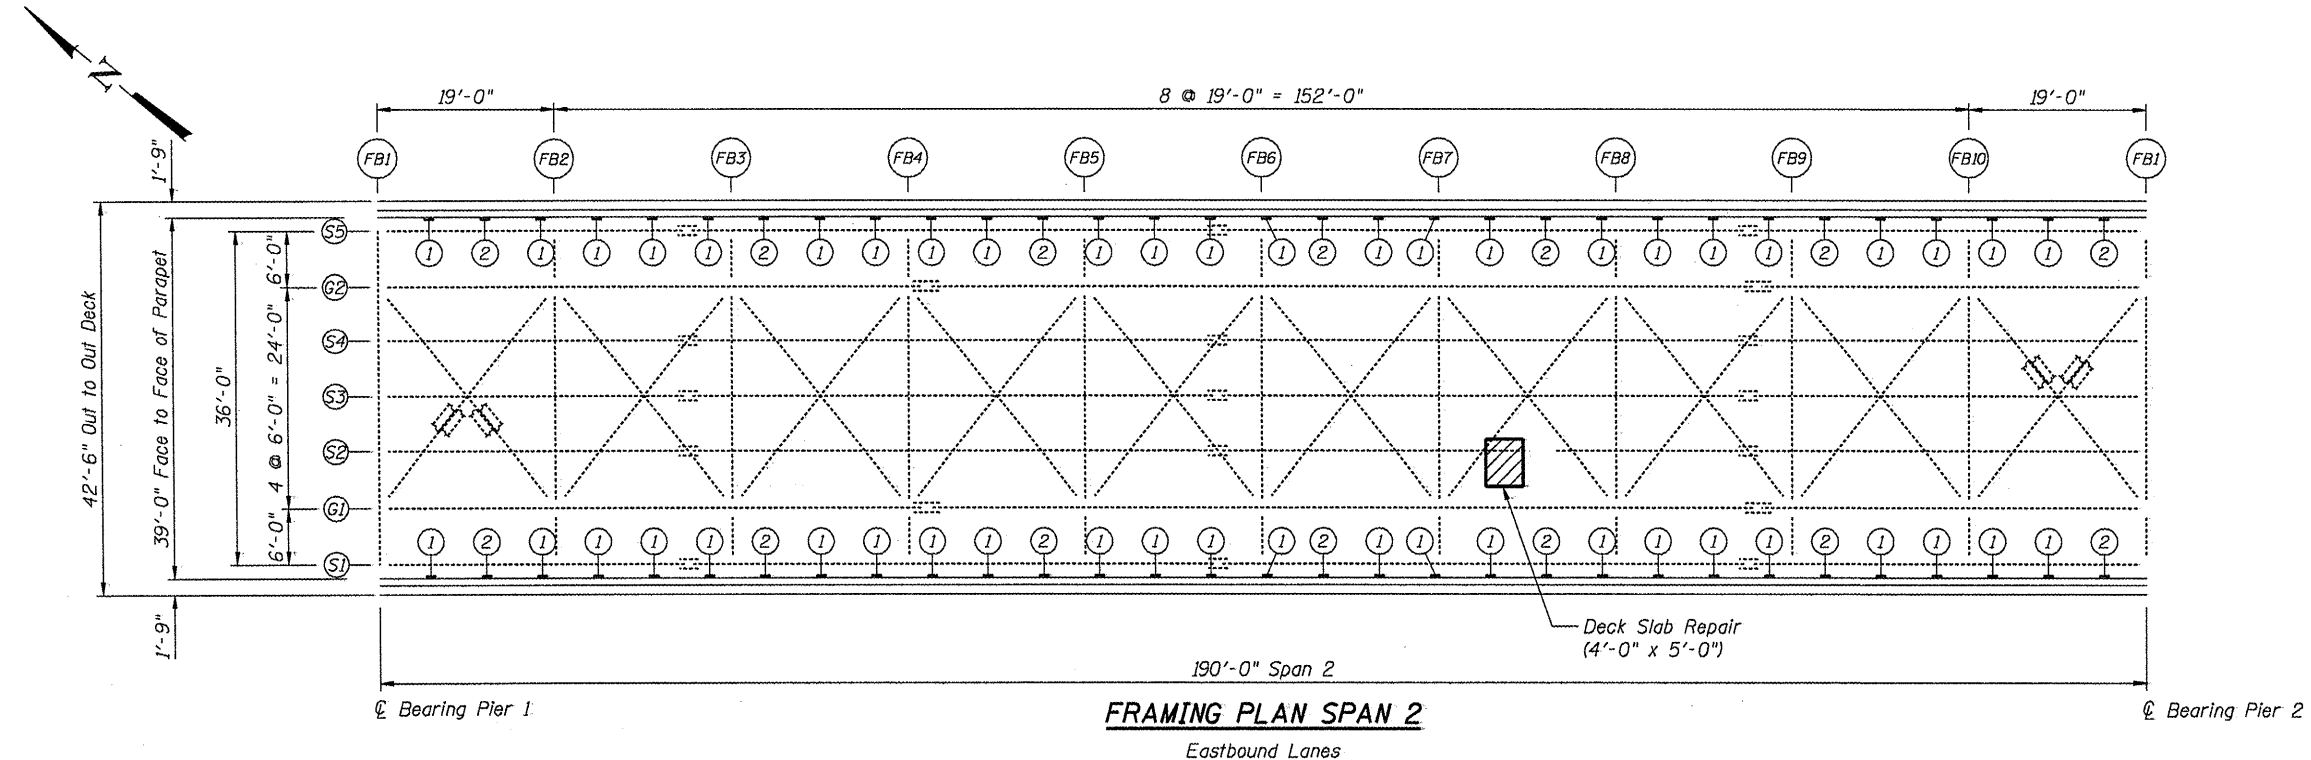 N
19'-0"
8 @ 19'-0" = 152'-0"
19'-0"
FB1 FB2 FB3 FB4 FB5 FB6 FB7 FB8 FB9 FB10 FB1
1'-9"
42'-6" Out to Out Deck
39'-0" Face to Face of Parapet
36'-0"
6'-0"
4 @ 6'-0" = 24'-0"
6'-0"
1'-9"
S5
G2
S4
S3
S2
G1
S1
1 2 1 1 1 1 2 1 1 1 1 2 1 1 1 1 2 1 1 1 2 1 1 1 1 2 1 1 1 1 2
1 2 1 1 1 1 2 1 1 1 1 2 1 1 1 1 2 1 1 1 2 1 1 1 1 2 1 1 1 1 2
Deck Slab Repair
(4'-0" x 5'-0")
190'-0" Span 2
℄ Bearing Pier 1
℄ Bearing Pier 2
FRAMING PLAN SPAN 2
Eastbound Lanes